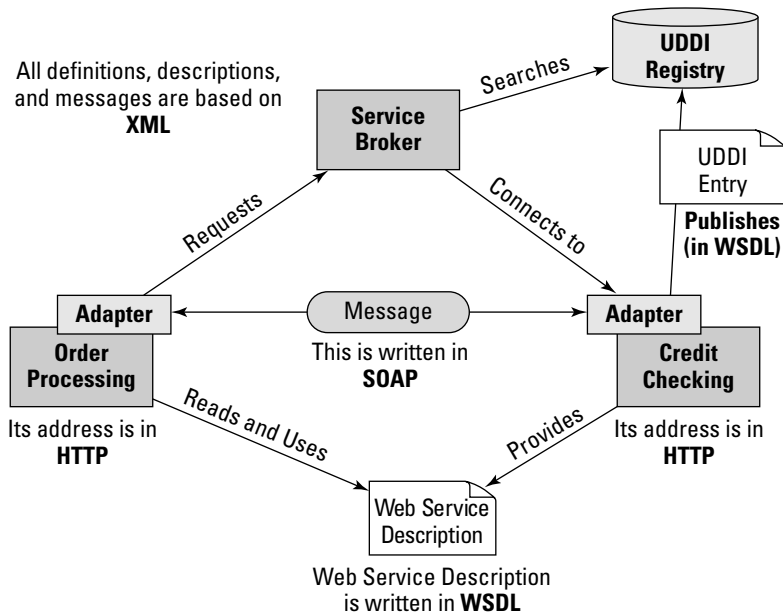 UDDI
Registry
Searches
All definitions, descriptions,
and messages are based on
XML
Service
Broker
UDDI
Entry
Publishes
(in WSDL)
Requests
Connects to
Adapter
Message
Adapter
Order
Processing
This is written in
SOAP
Credit
Checking
Its address is in
HTTP
Reads and Uses
Provides
Its address is in
HTTP
Web Service
Description
Web Service Description
is written in WSDL